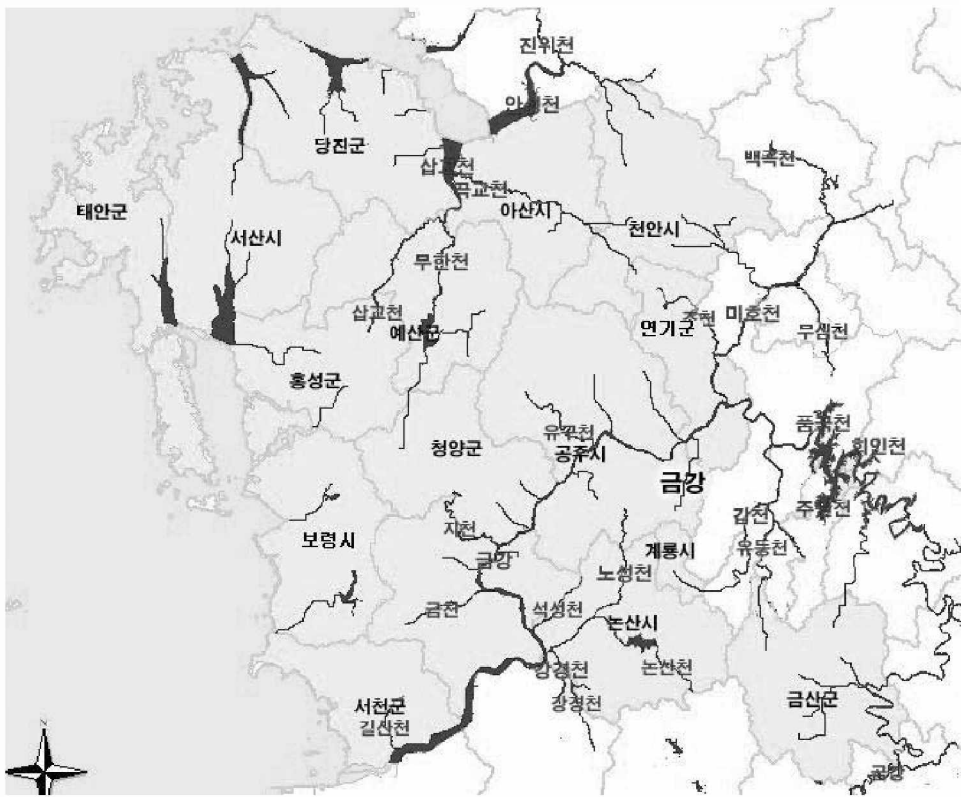 진위천
안성천
당진군
삽교천
곡교천
백곡천
태안군
아산시
서산시
천안시
무한천
삽교천
예산군
연기군
조천
미호천
무심천
홍성군
유구천
청양군
공주시
품곡천
회인천
금강
주원천
갑천
지천
보령시
유등천
금강
계룡시
노성천
금천
석성천
논산시
강경천
논산천
서천군
길산천
강경천
금산군
금강
N